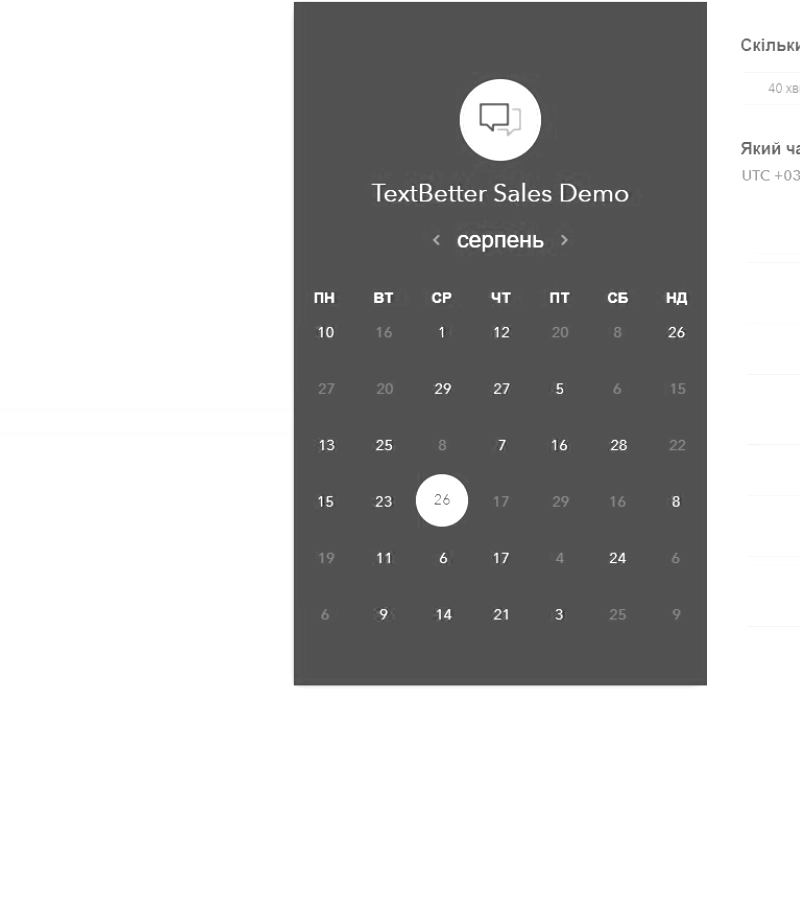 TextBetter Sales Demo
серпень
ПН ВТ СР ЧТ ПТ СБ НД
10 16 1 12 20 8 26
27 20 29 27 5 6 15
13 25 8 7 16 28 22
15 23 26 17 29 16 8
19 11 6 17 4 24 6
6 9 14 21 3 25 9
Скільки
40 хв
Який ча
UTC +03